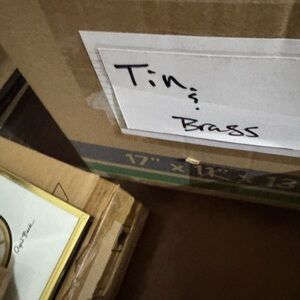 Tin.
&
Brass
17" x 11" x